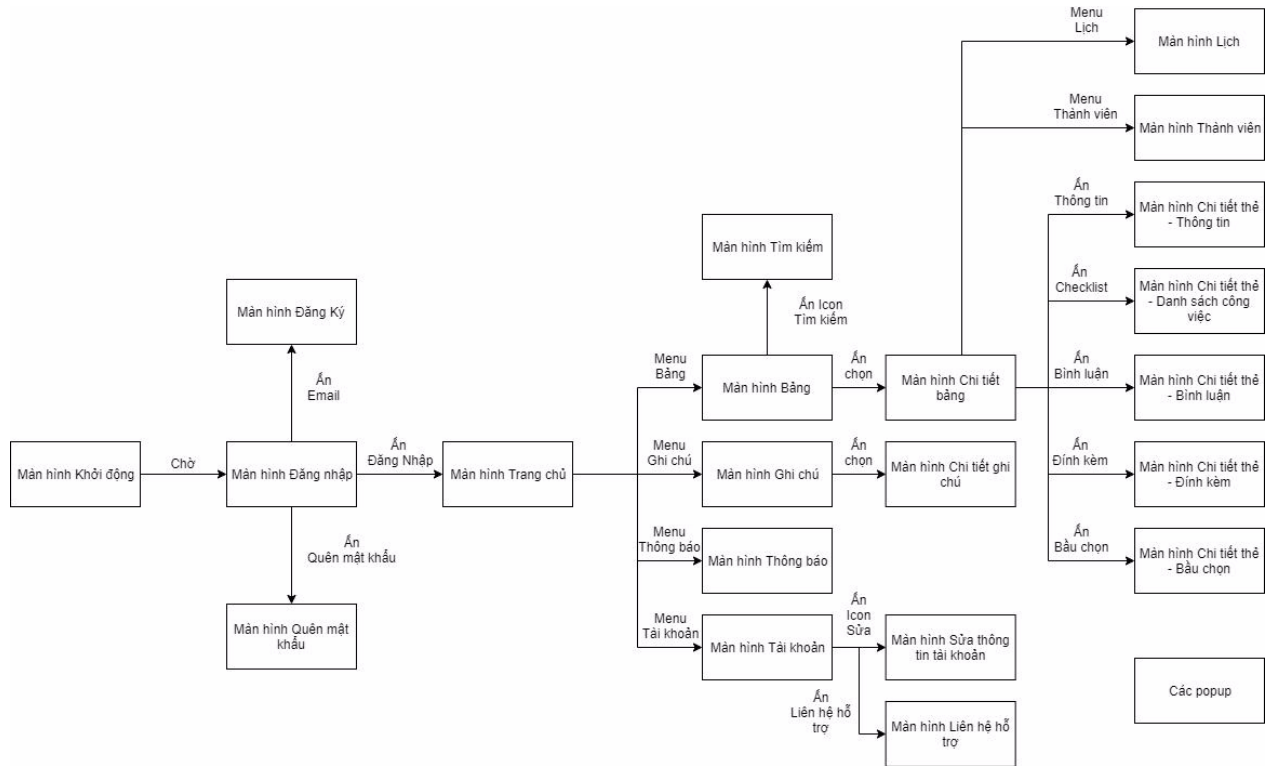 Menu
Lịch
Màn hình Lịch
Menu
Thành viên
Màn hình Thành viên
Ấn
Thông tin
Màn hình Chi tiết thẻ
- Thông tin
Màn hình Tìm kiếm
Ấn
Checklist
Màn hình Chi tiết thẻ
- Danh sách công
việc
Màn hình Đăng Ký
Ấn Icon
Tìm kiếm
Menu
Bảng
Màn hình Bảng
Ấn
chọn
Màn hình Chi tiết
bảng
Ấn
Bình luận
Màn hình Chi tiết thẻ
- Bình luận
Ấn
Email
Màn hình Khởi động
Chờ
Màn hình Đăng nhập
Ấn
Đăng Nhập
Màn hình Trang chủ
Menu
Ghi chú
Màn hình Ghi chú
Ấn
chọn
Màn hình Chi tiết ghi
chú
Ấn
Đính kèm
Màn hình Chi tiết thẻ
- Đính kèm
Ấn
Quên mật khẩu
Menu
Thông báo
Màn hình Thông báo
Ấn
Bầu chọn
Màn hình Chi tiết thẻ
- Bầu chọn
Màn hình Quên mật
khẩu
Menu
Tài khoản
Màn hình Tài khoản
Ấn
Icon
Sửa
Màn hình Sửa thông
tin tài khoản
Ấn
Liên hệ hỗ
trợ
Màn hình Liên hệ hỗ
trợ
Các popup